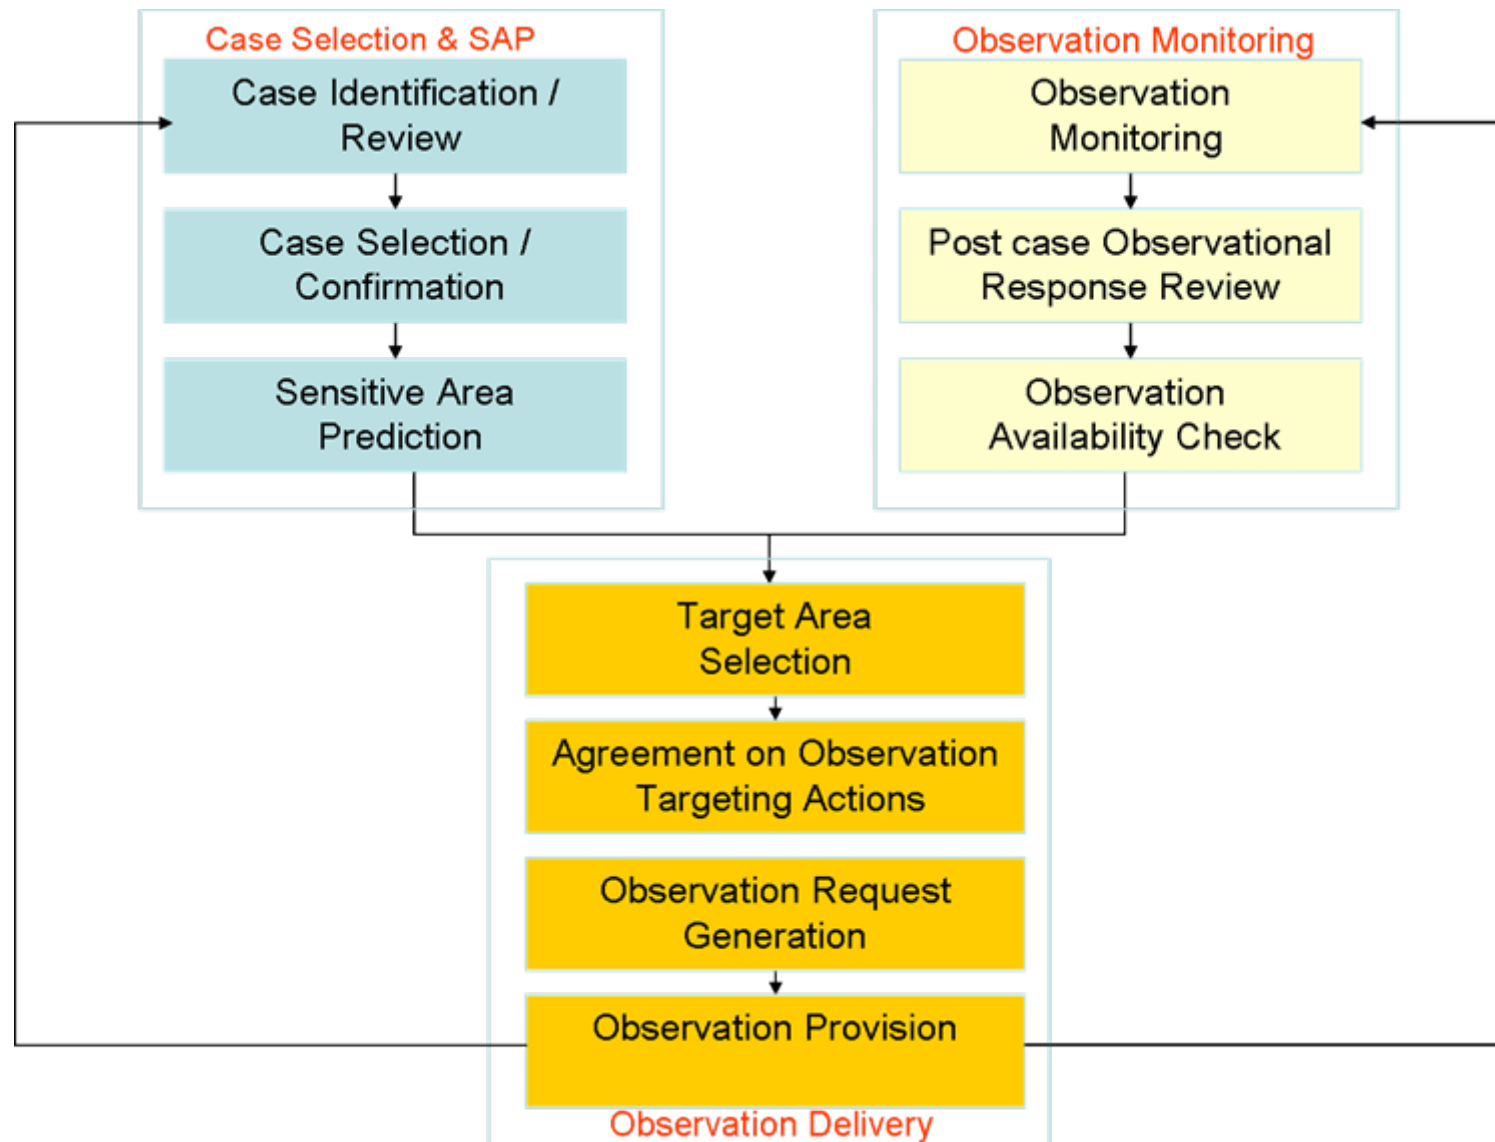 Case Selection & SAP
Case Identification /
Review
Case Selection /
Confirmation
Sensitive Area
Prediction
Observation Monitoring
Observation
Monitoring
Post case Observational
Response Review
Observation
Availability Check
Target Area
Selection
Agreement on Observation
Targeting Actions
Observation Request
Generation
Observation Provision
Observation Delivery